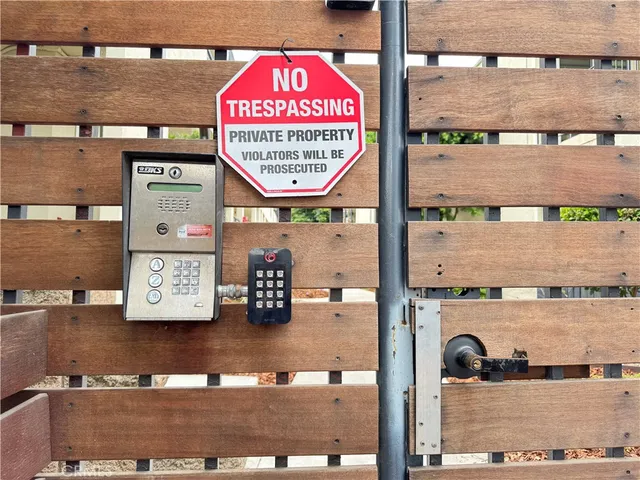 NO
TRESPASSING
PRIVATE PROPERTY
VIOLATORS WILL BE
PROSECUTED
A
Z